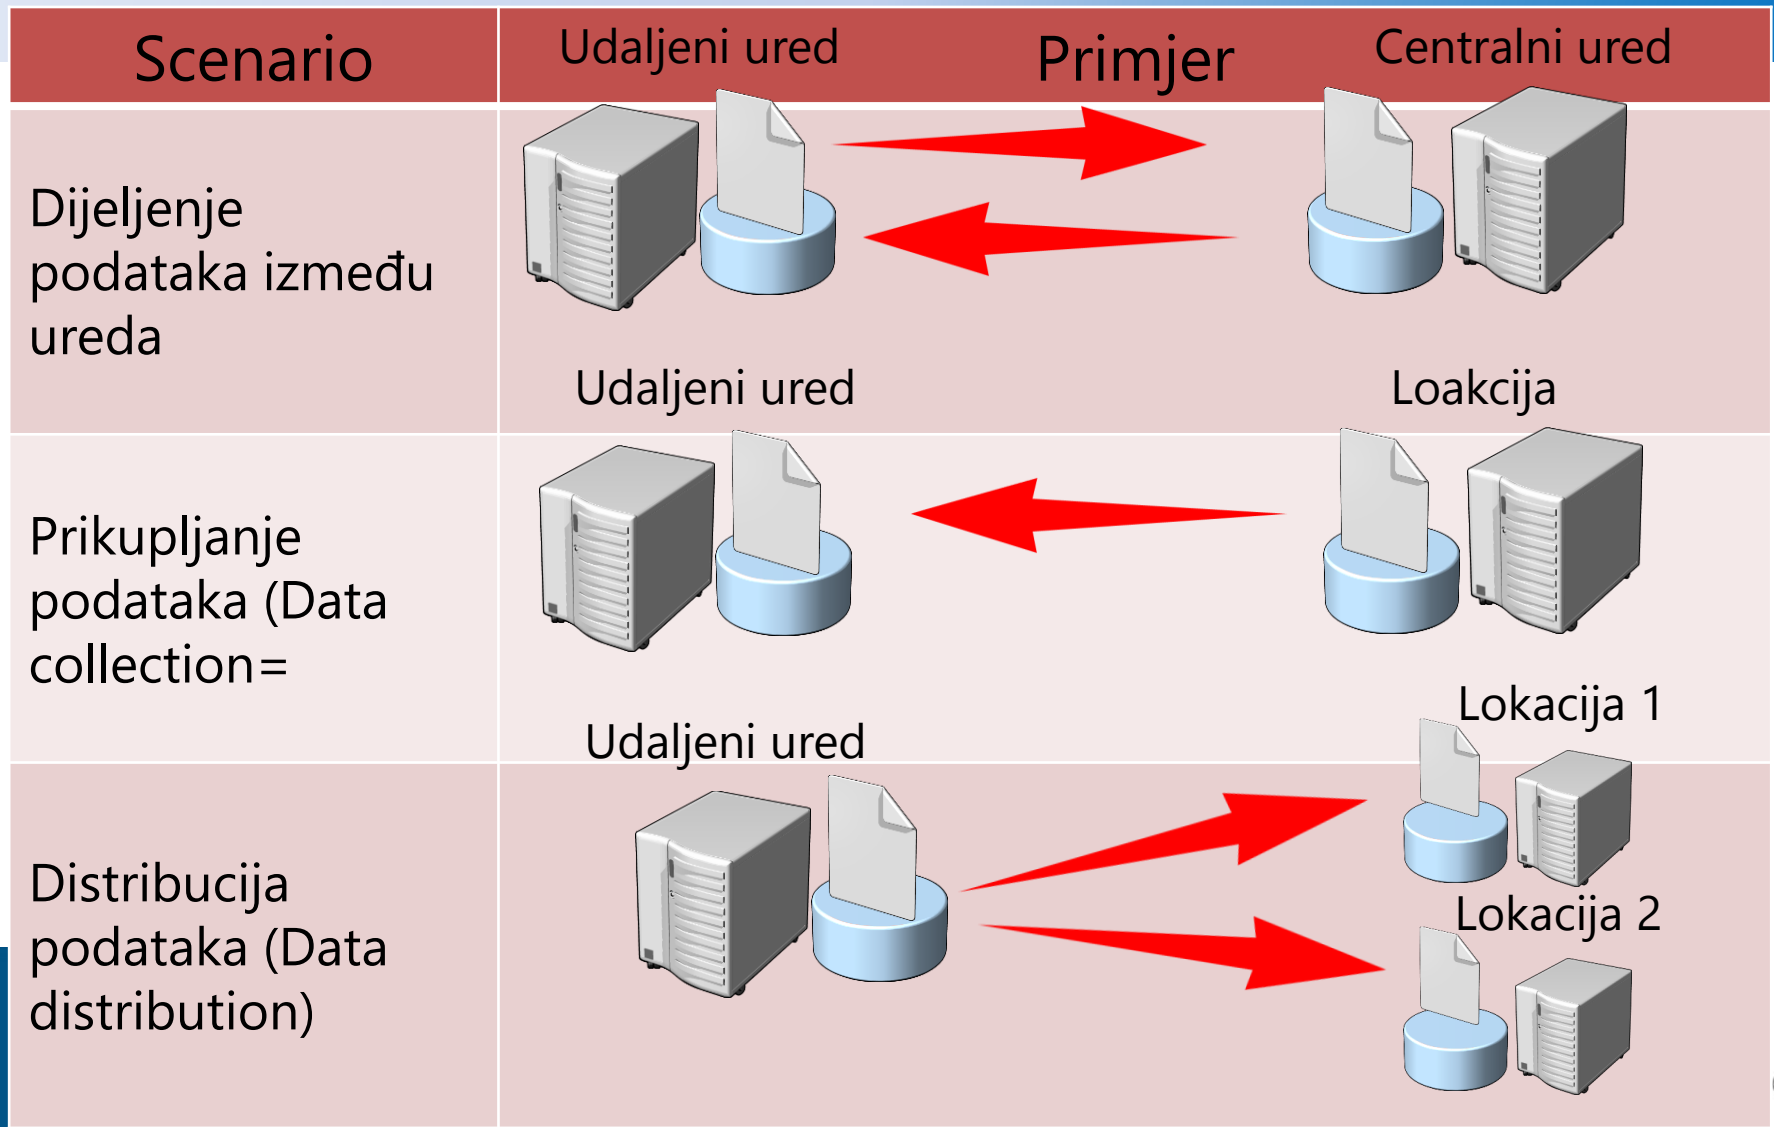 Scenario
Udaljeni ured
Primjer
Centralni ured
Dijeljenje
podataka između
ureda
Udaljeni ured
Loakcija
Prikupljanje
podataka (Data
collection=
Udaljeni ured
Lokacija 1
Distribucija
podataka (Data
distribution)
Lokacija 2